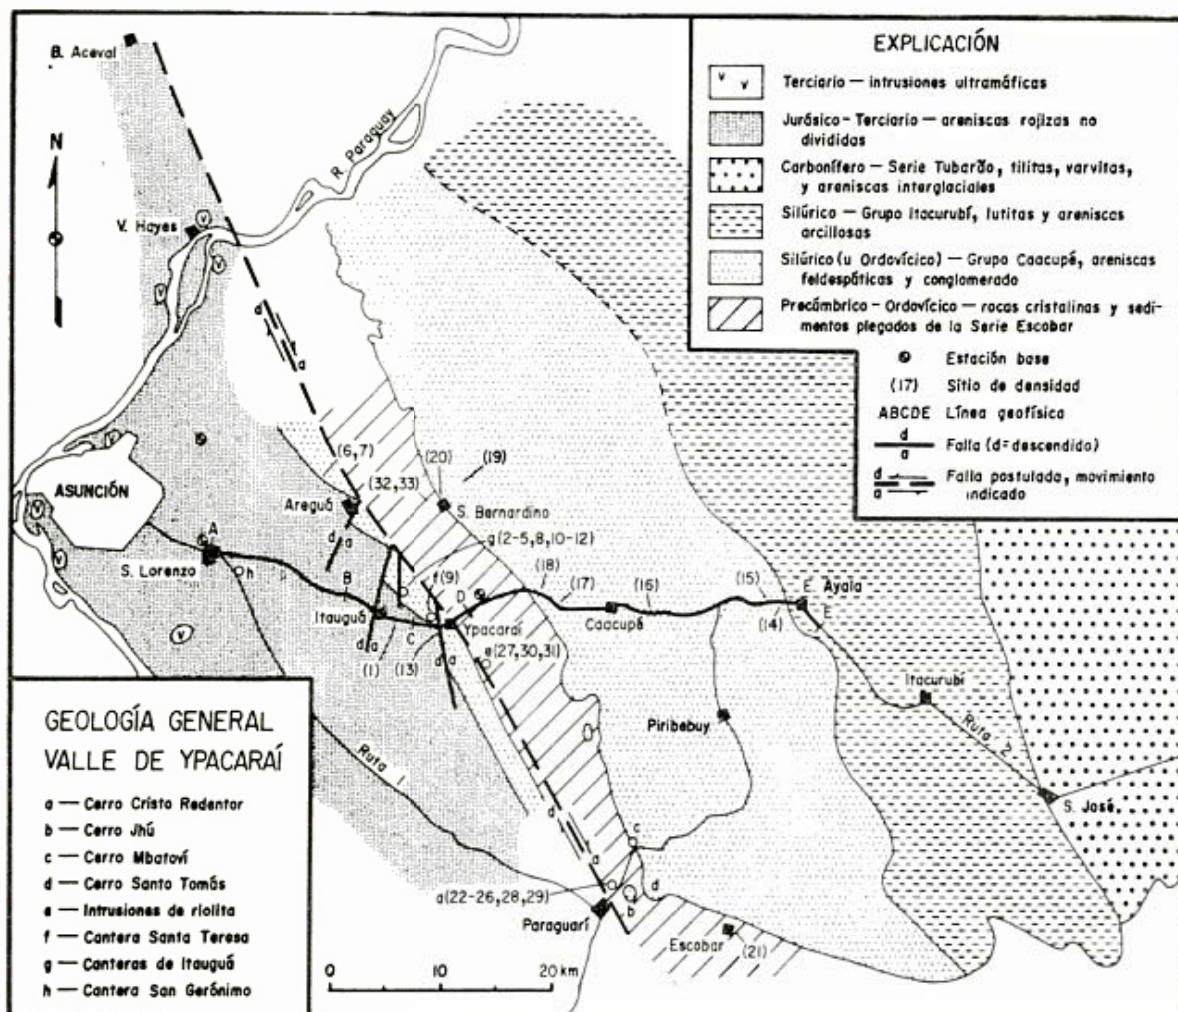 B. Aceval
N
R. Paraguay
V. Hayes
v
v
v
d
a
(6,7)
(32,33)
(20)
(19)
ASUNCIÓN
Areguá
S. Bernardino
v
v
v
d a
g(2-5,8,10-12)
A
S. Lorenzo
h
B
f(9)
D
(18)
(17)
(16)
(15)
E. Ayala
Itauguá
C
Ypacaraí
Caacupé
(14)
E
v
d a
(1)
(13)
d a
e(27,30,31)
Itacurubí
Piribebuy
Ruta 1
Ruta 2
S. José.
d
a
c
a(22-26,28,29)
d
b
Paraguarí
Escobar
(21)
0 10 20 km
EXPLICACIÓN
v v Terciario — intrusiones ultramáficas
Jurásico - Terciario — areniscas rojizas no
divididas
Carbonífero — Serie Tubarão, tilitas, varvitas,
y areniscas interglaciales
Silúrico — Grupo Itacurubí, lutitas y areniscas
arcillosas
Silúrico (u Ordovícico) — Grupo Caacupé, areniscas
feldespáticas y conglomerado
Precámbrico - Ordovícico — rocas cristalinas y sedi-
mentos plegados de la Serie Escobar
Estación base
(17) Sitio de densidad
ABCDE Línea geofísica
d
a Falla (d=descendido)
d
a Falla postulada, movimiento
indicado
GEOLOGÍA GENERAL
VALLE DE YPACARAÍ
a — Cerro Cristo Redentor
b — Cerro Jhú
c — Cerro Mbatoví
d — Cerro Santo Tomás
e — Intrusiones de riolita
f — Cantera Santa Teresa
g — Canteras de Itauguá
h — Cantera San Gerónimo